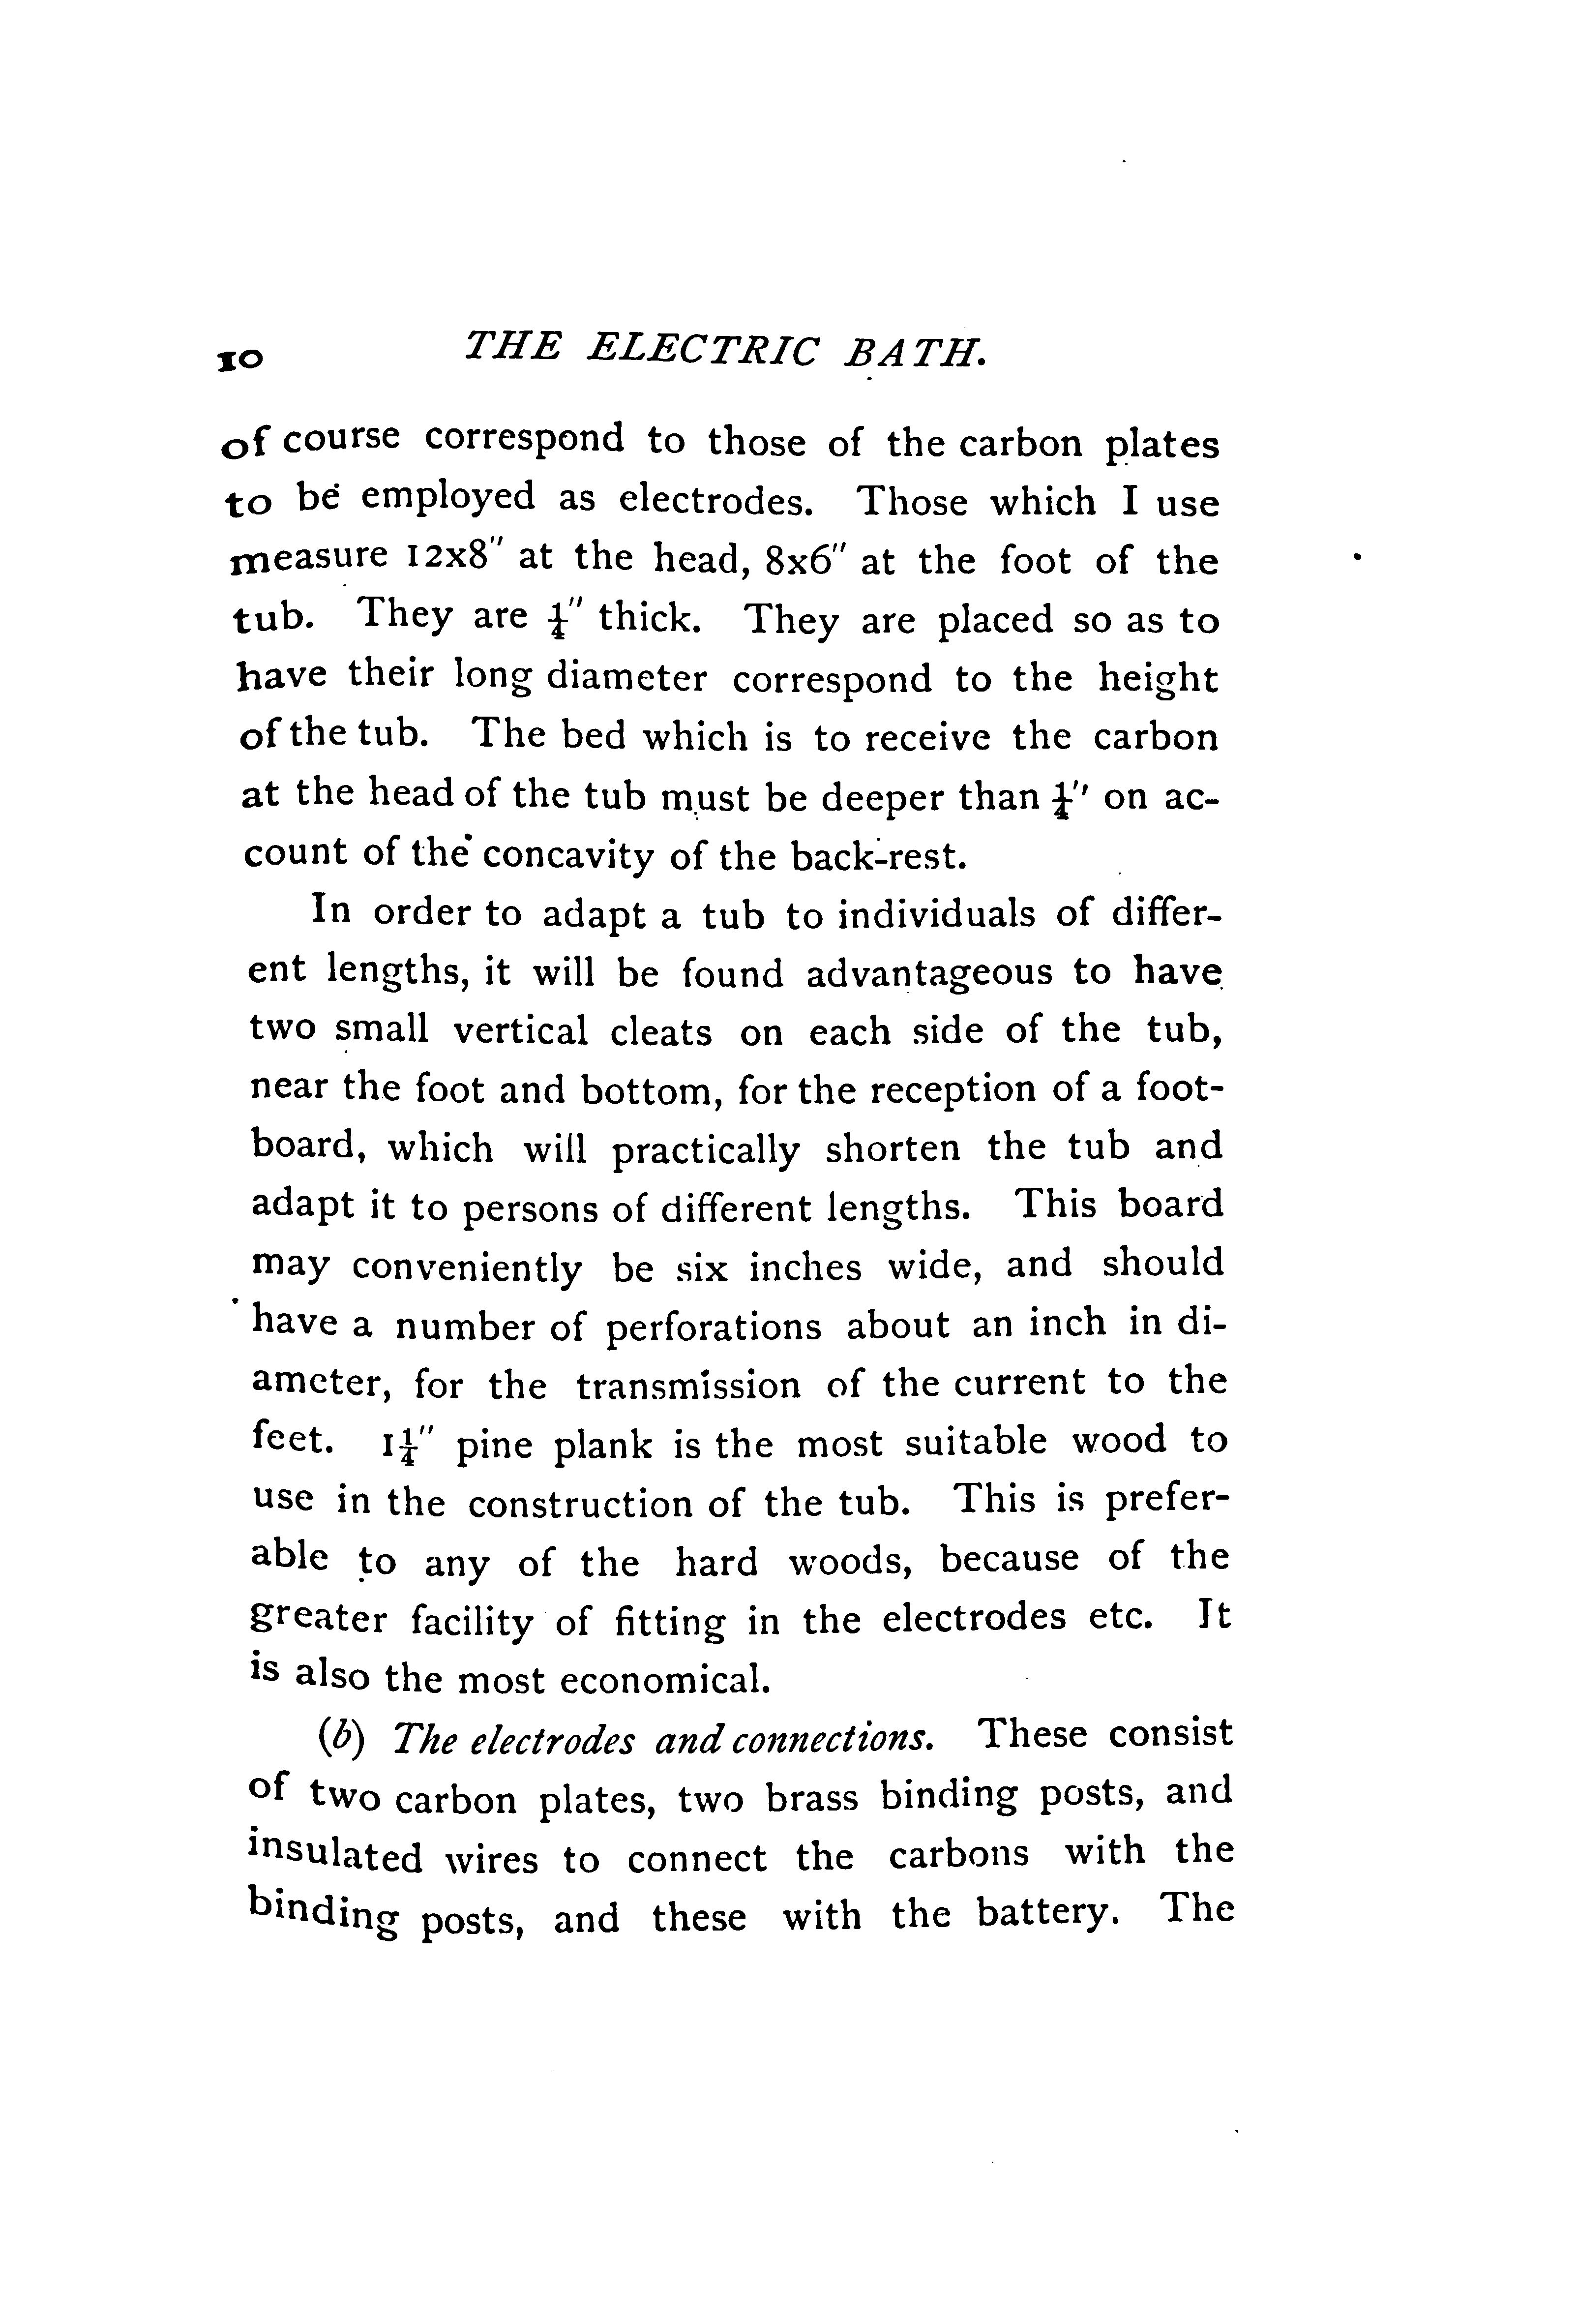 10 THE ELECTRIC BATH.
of course correspond to those of the carbon plates
to be employed as electrodes. Those which I use
measure 12x8" at the head, 8x6" at the foot of the
tub. They are ¼" thick. They are placed so as to
have their long diameter correspond to the height
of the tub. The bed which is to receive the carbon
at the head of the tub must be deeper than ¼" on ac-
count of the concavity of the back-rest.
In order to adapt a tub to individuals of differ-
ent lengths, it will be found advantageous to have
two small vertical cleats on each side of the tub,
near the foot and bottom, for the reception of a foot-
board, which will practically shorten the tub and
adapt it to persons of different lengths. This board
may conveniently be six inches wide, and should
have a number of perforations about an inch in di-
ameter, for the transmission of the current to the
feet. 1¼" pine plank is the most suitable wood to
use in the construction of the tub. This is prefer-
able to any of the hard woods, because of the
greater facility of fitting in the electrodes etc. It
is also the most economical.
(b) The electrodes and connections. These consist
of two carbon plates, two brass binding posts, and
insulated wires to connect the carbons with the
binding posts, and these with the battery. The